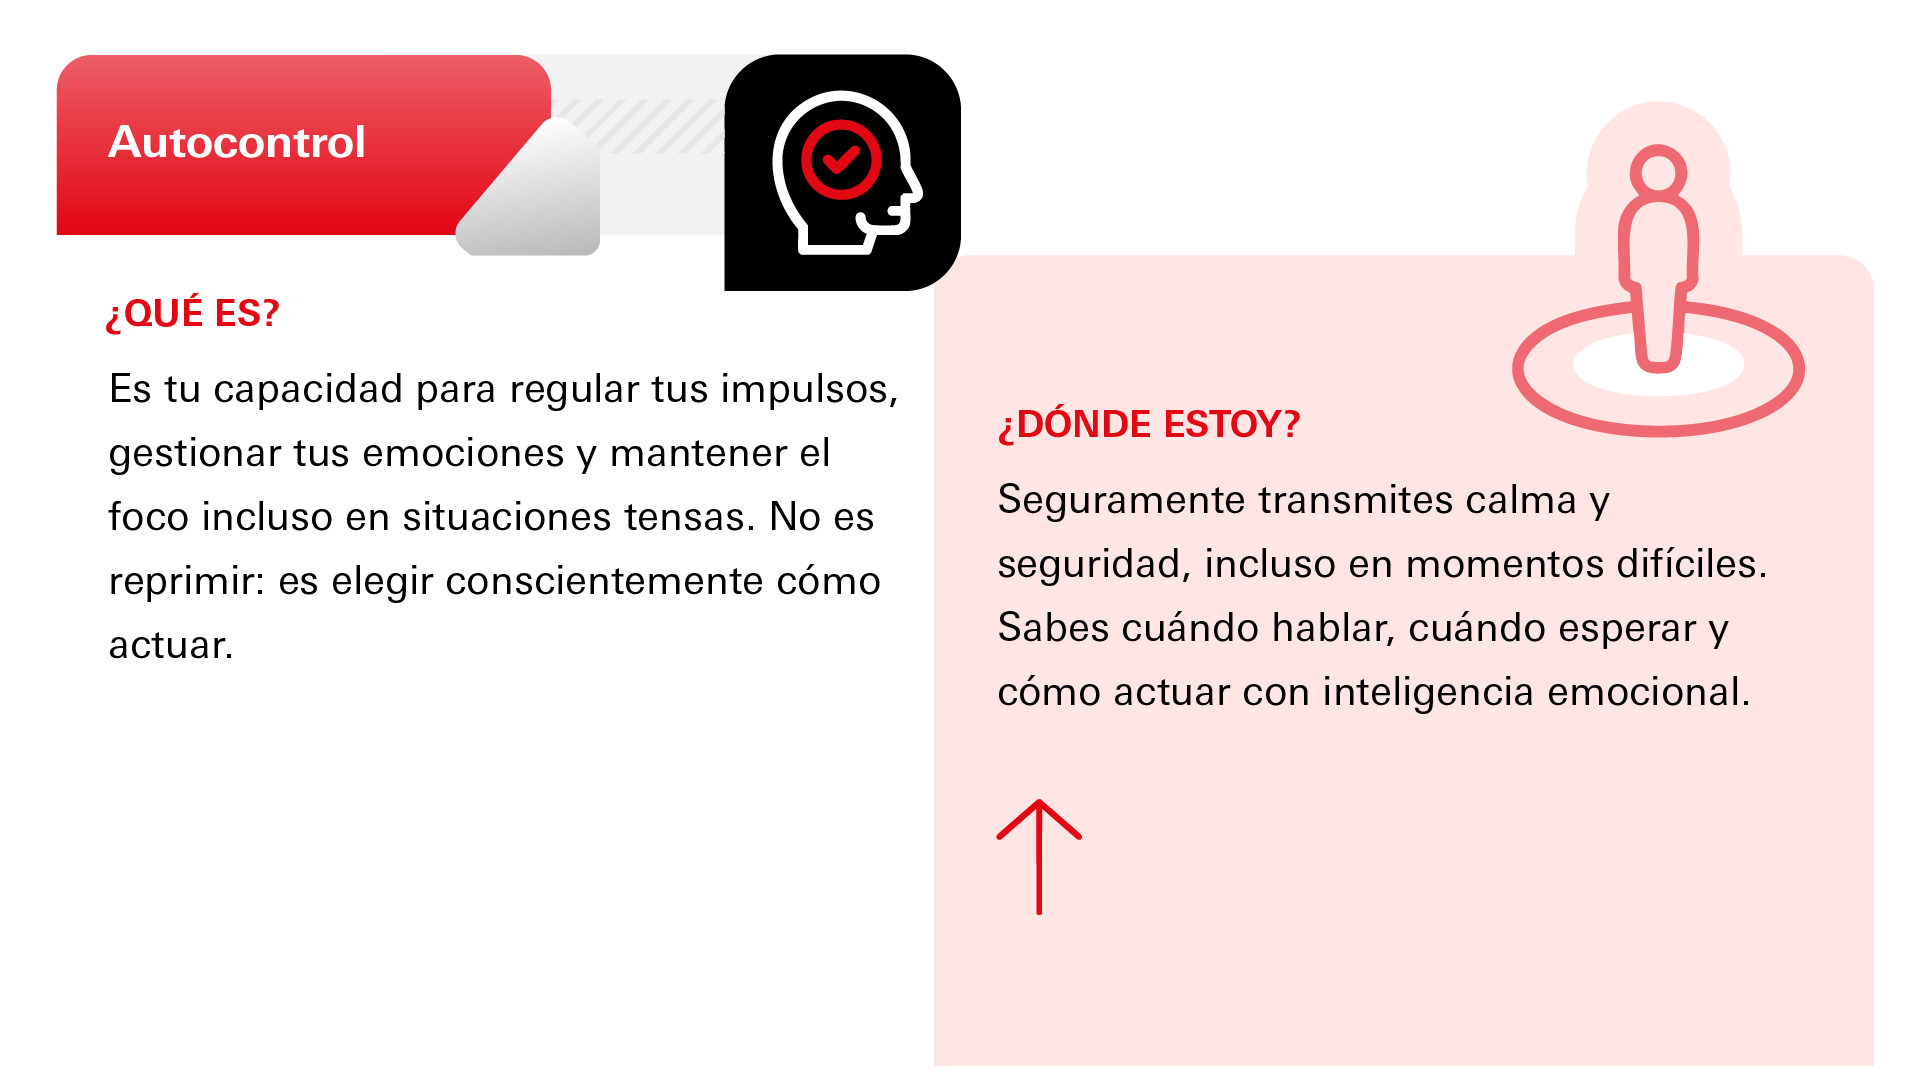 Autocontrol
¿QUÉ ES?
Es tu capacidad para regular tus impulsos,
gestionar tus emociones y mantener el
foco incluso en situaciones tensas. No es
reprimir: es elegir conscientemente cómo
actuar.
¿DÓNDE ESTOY?
Seguramente transmites calma y
seguridad, incluso en momentos difíciles.
Sabes cuándo hablar, cuándo esperar y
cómo actuar con inteligencia emocional.